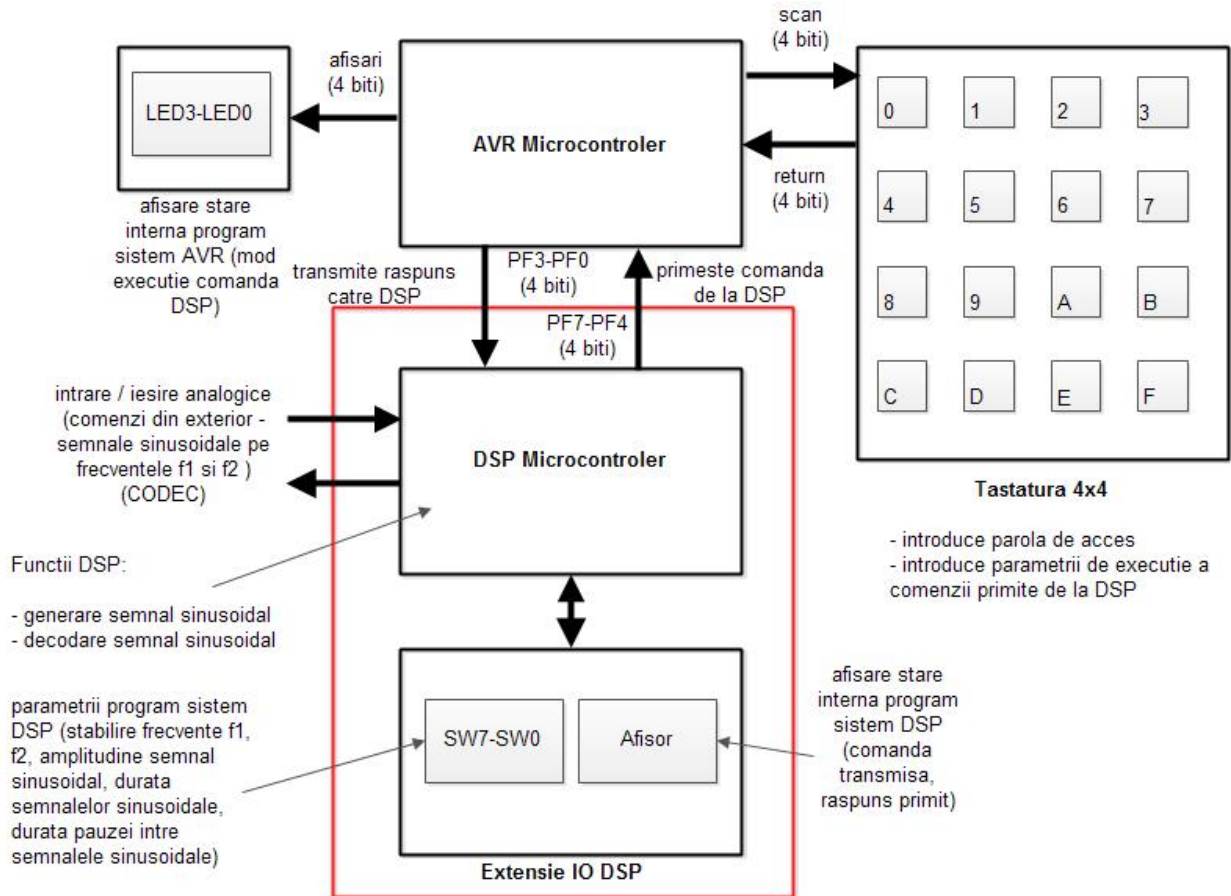 scan
(4 biti)
afisari
(4 biti)
LED3-LED0
AVR Microcontroler
0
1
2
3
return
(4 biti)
4
5
6
7
8
9
A
B
C
D
E
F
Tastatura 4x4
- introduce parola de acces
- introduce parametrii de executie a
comenzii primite de la DSP
afisare stare
interna program
sistem AVR (mod
executie comanda
DSP)
transmite raspuns
catre DSP
PF3-PF0
(4 biti)
primeste comanda
de la DSP
PF7-PF4
(4 biti)
intrare / iesire analogice
(comenzi din exterior -
semnale sinusoidale pe
frecventele f1 si f2 )
(CODEC)
DSP Microcontroler
Functii DSP:
- generare semnal sinusoidal
- decodare semnal sinusoidal
parametrii program sistem
DSP (stabilire frecvente f1,
f2, amplitudine semnal
sinusoidal, durata
semnalelor sinusoidale,
durata pauzei intre
semnalele sinusoidale)
SW7-SW0
Afisor
afisare stare
interna program
sistem DSP
(comanda
transmisa,
raspuns primit)
Extensie IO DSP